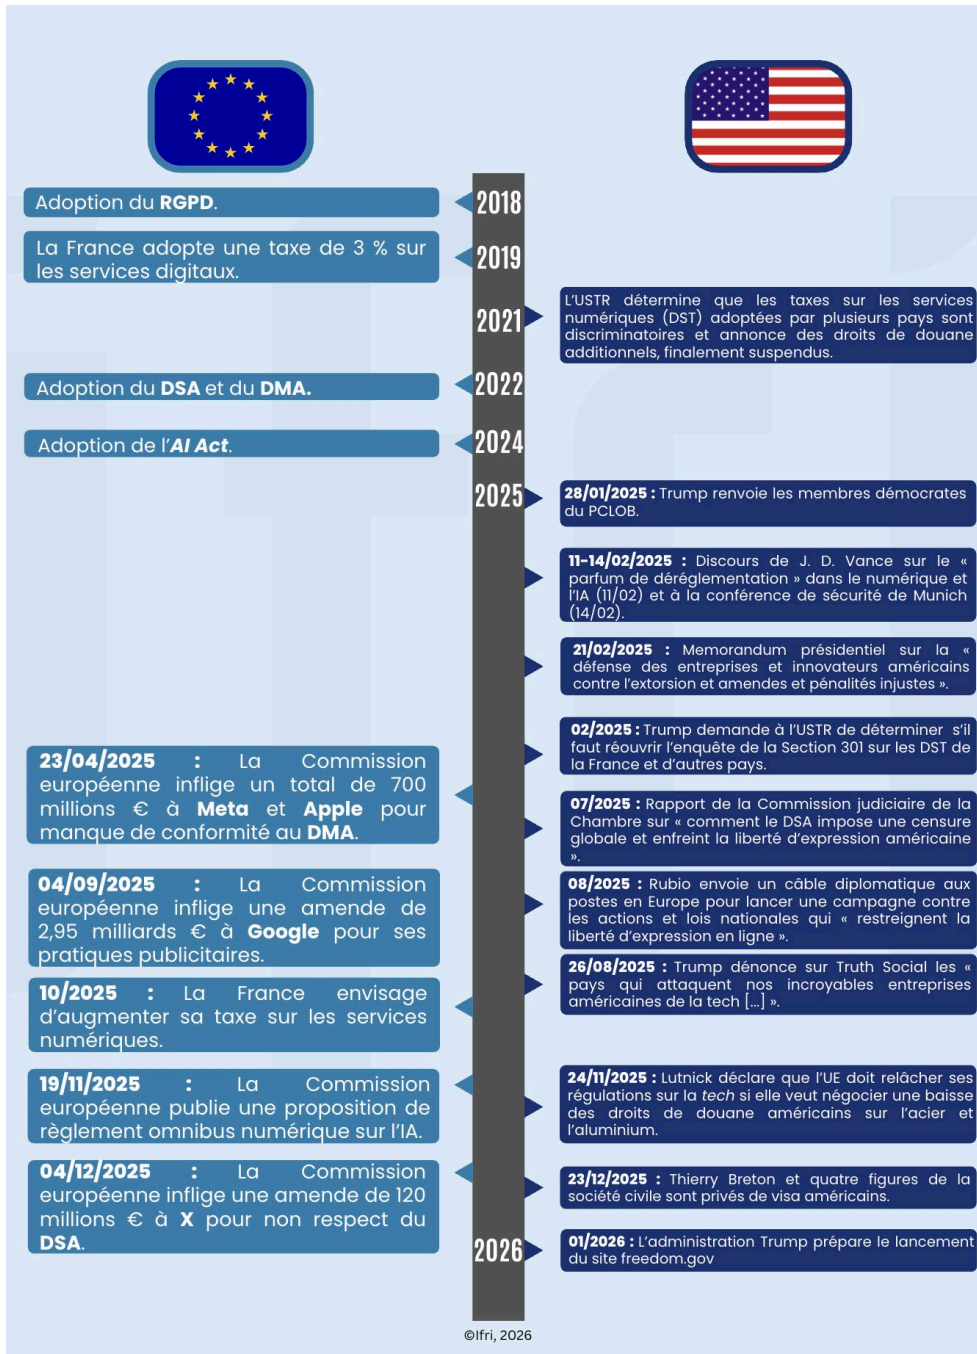 Adoption du RGPD.
2018
La France adopte une taxe de 3 % sur
les services digitaux.
2019
2021
L'USTR détermine que les taxes sur les services
numériques (DST) adoptées par plusieurs pays sont
discriminatoires et annonce des droits de douane
additionnels, finalement suspendus.
Adoption du DSA et du DMA.
2022
Adoption de l'AI Act.
2024
2025
28/01/2025 : Trump renvoie les membres démocrates
du PCLOB.
11-14/02/2025 : Discours de J. D. Vance sur le «
parfum de déréglementation » dans le numérique et
l'IA (11/02) et à la conférence de sécurité de Munich
(14/02).
21/02/2025 : Memorandum présidentiel sur la «
défense des entreprises et innovateurs américains
contre l'extorsion et amendes et pénalités injustes ».
02/2025 : Trump demande à l'USTR de déterminer s'il
faut réouvrir l'enquête de la Section 301 sur les DST de
la France et d'autres pays.
23/04/2025 : La Commission
européenne inflige un total de 700
millions € à Meta et Apple pour
manque de conformité au DMA.
07/2025 : Rapport de la Commission judiciaire de la
Chambre sur « comment le DSA impose une censure
globale et enfreint la liberté d'expression américaine
».
04/09/2025 : La Commission
européenne inflige une amende de
2,95 milliards € à Google pour ses
pratiques publicitaires.
08/2025 : Rubio envoie un câble diplomatique aux
postes en Europe pour lancer une campagne contre
les actions et lois nationales qui « restreignent la
liberté d'expression en ligne ».
26/08/2025 : Trump dénonce sur Truth Social les «
pays qui attaquent nos incroyables entreprises
américaines de la tech […] ».
10/2025 : La France envisage
d'augmenter sa taxe sur les services
numériques.
19/11/2025 : La Commission
européenne publie une proposition de
règlement omnibus numérique sur l'IA.
24/11/2025 : Lutnick déclare que l'UE doit relâcher ses
régulations sur la tech si elle veut négocier une baisse
des droits de douane américains sur l'acier et
l'aluminium.
04/12/2025 : La Commission
européenne inflige une amende de 120
millions € à X pour non respect du
DSA.
23/12/2025 : Thierry Breton et quatre figures de la
société civile sont privés de visa américains.
2026
01/2026 : L'administration Trump prépare le lancement
du site freedom.gov
©Ifri, 2026